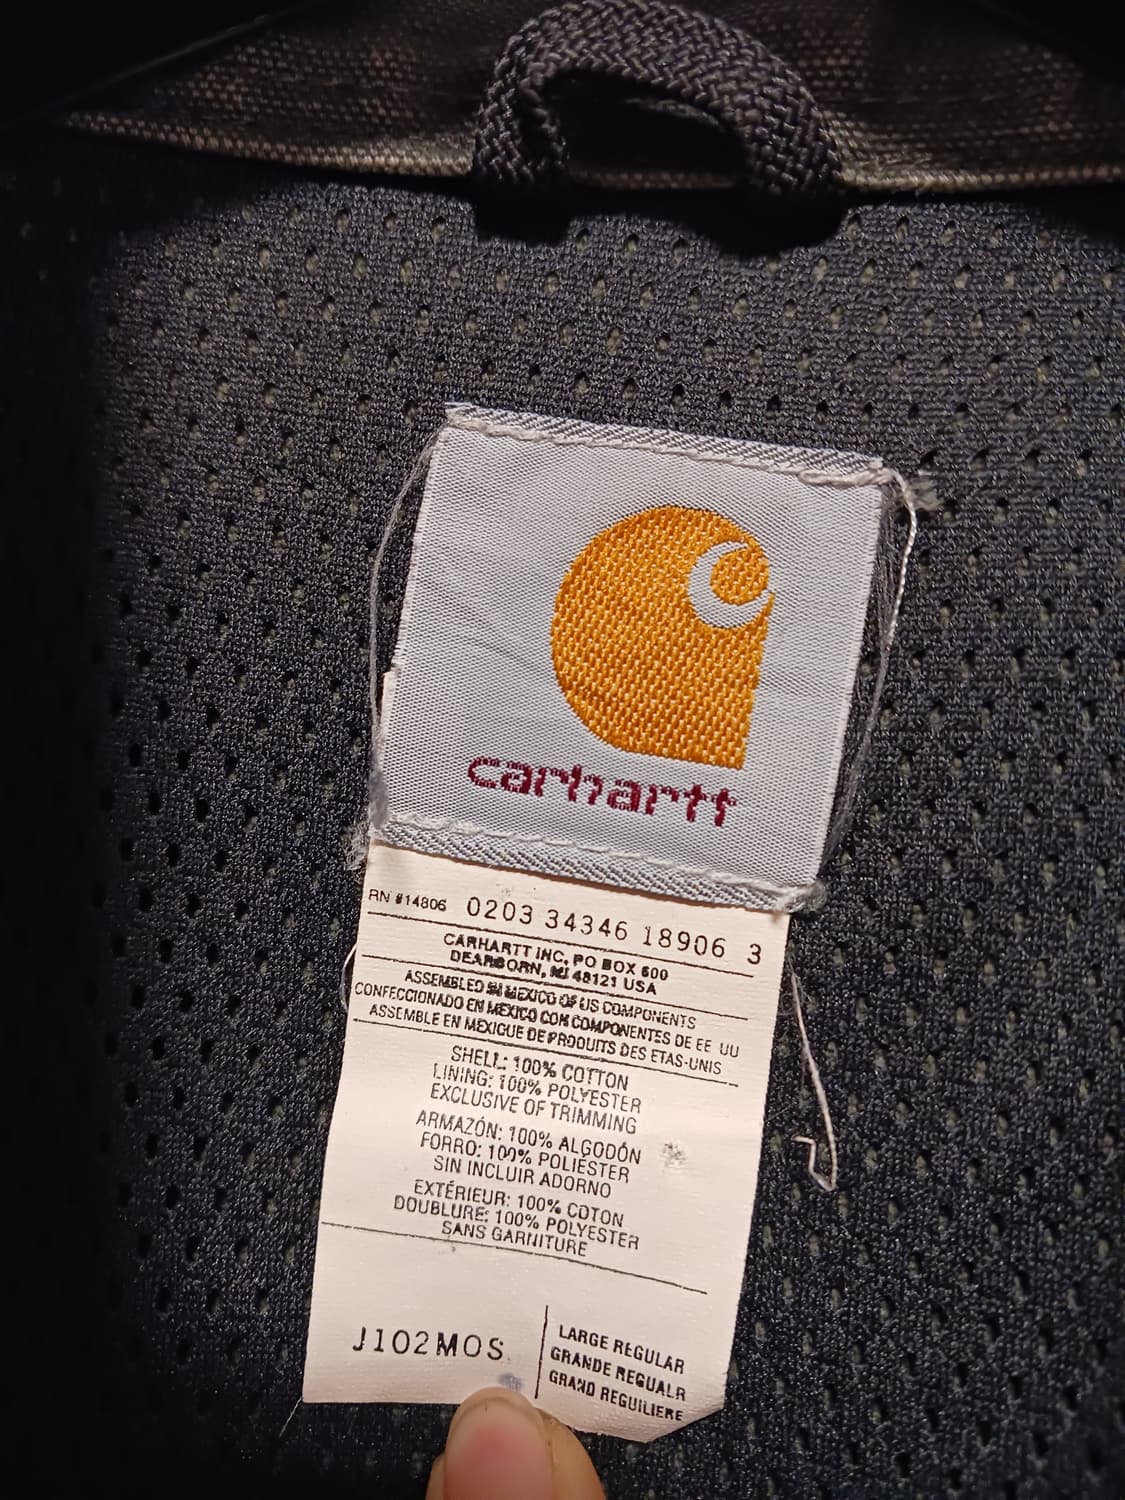 carhartt
RN #14806 0203 34346 18906 3
CARHARTT INC, PO BOX 600
DEARBORN, MI 48121 USA
ASSEMBLED IN MEXICO OF US COMPONENTS
CONFECCIONADO EN MEXICO CON COMPONENTES DE EE UU
ASSEMBLE EN MEXIQUE DE PRODUITS DES ETAS-UNIS
SHELL: 100% COTTON
LINING: 100% POLYESTER
EXCLUSIVE OF TRIMMING
ARMAZÓN: 100% ALGODÓN
FORRO: 100% POLIÉSTER
SIN INCLUIR ADORNO
EXTÉRIEUR: 100% COTON
DOUBLURE: 100% POLYESTER
SANS GARNITURE
J102MOS
LARGE REGULAR
GRANDE REGUALR
GRAND REGUILIERE